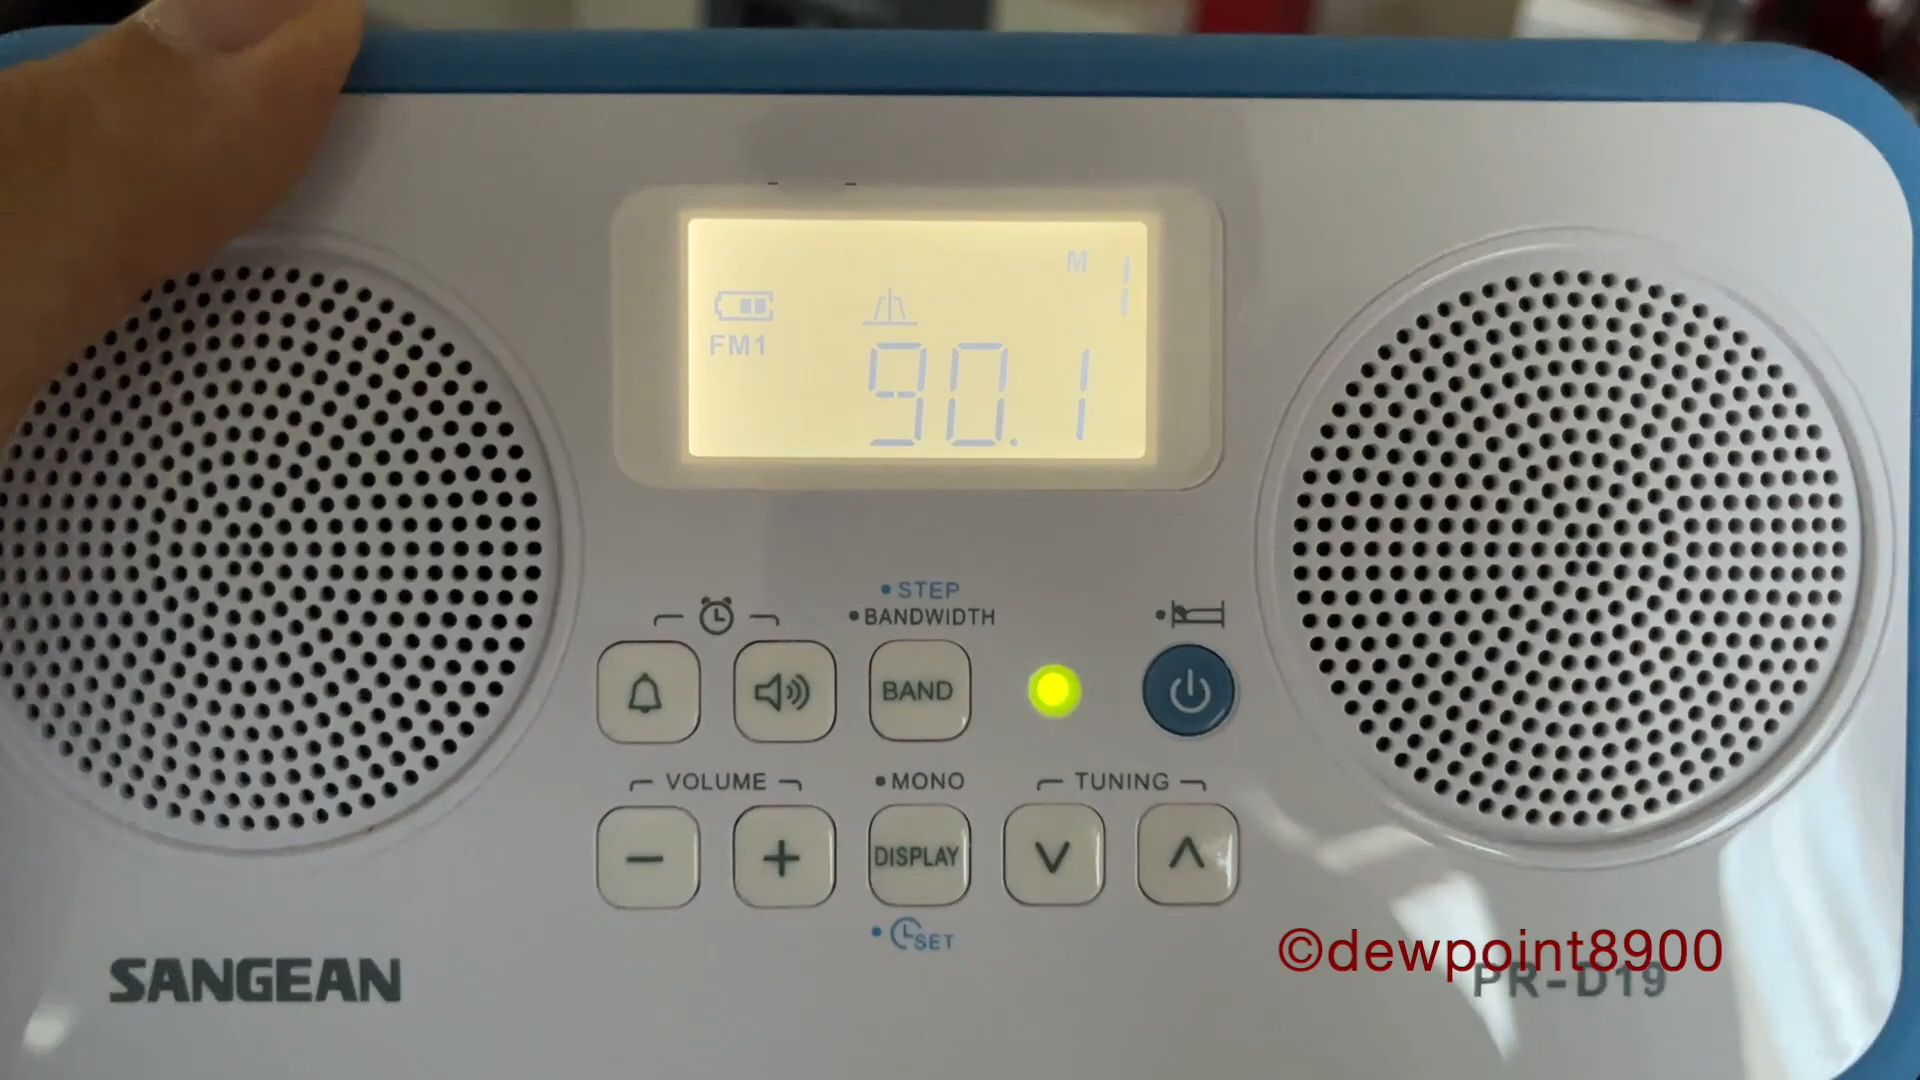 M 1
FM1
90.1
• STEP
• BANDWIDTH
BAND
VOLUME
• MONO
TUNING
DISPLAY
• SET
SANGEAN
©dewpoint8900
PR-D19